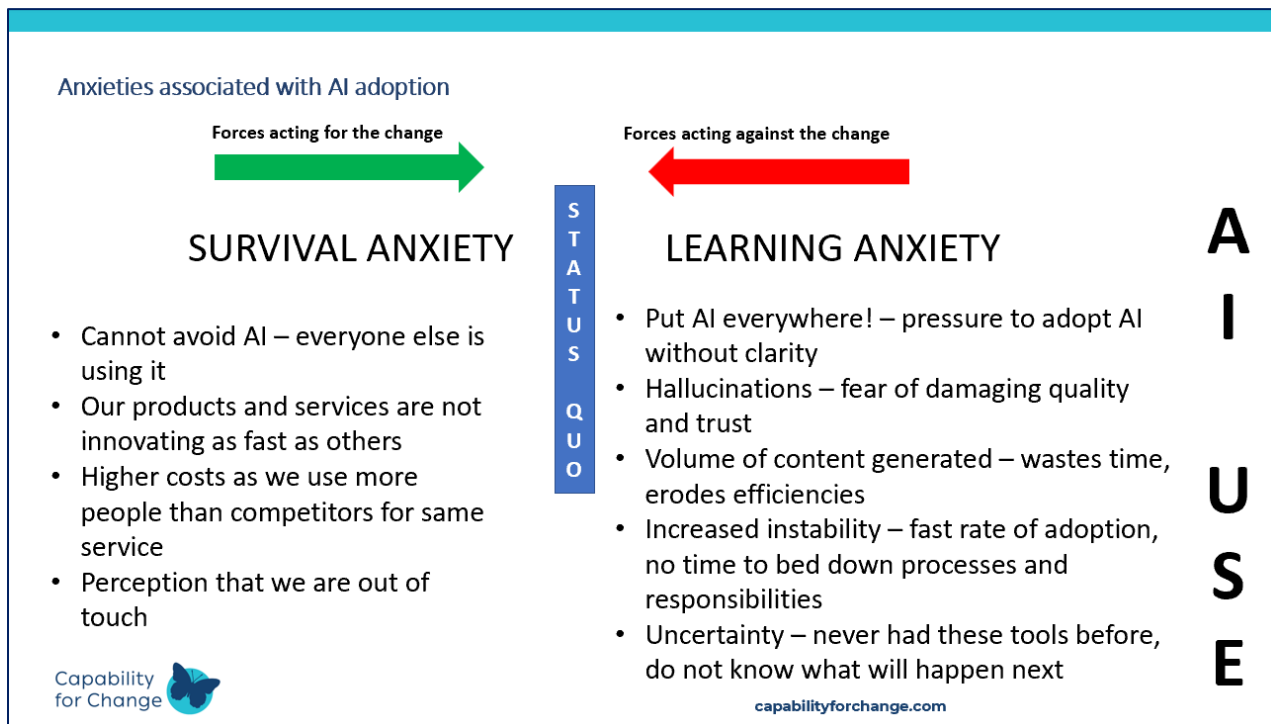 Anxieties associated with AI adoption
Forces acting for the change
Forces acting against the change
SURVIVAL ANXIETY
• Cannot avoid AI – everyone else is
using it
• Our products and services are not
innovating as fast as others
• Higher costs as we use more
people than competitors for same
service
• Perception that we are out of
touch
STATUS QUO
LEARNING ANXIETY
• Put AI everywhere! – pressure to adopt AI
without clarity
• Hallucinations – fear of damaging quality
and trust
• Volume of content generated – wastes time,
erodes efficiencies
• Increased instability – fast rate of adoption,
no time to bed down processes and
responsibilities
• Uncertainty – never had these tools before,
do not know what will happen next
AI USE
Capability
for Change
capabilityforchange.com